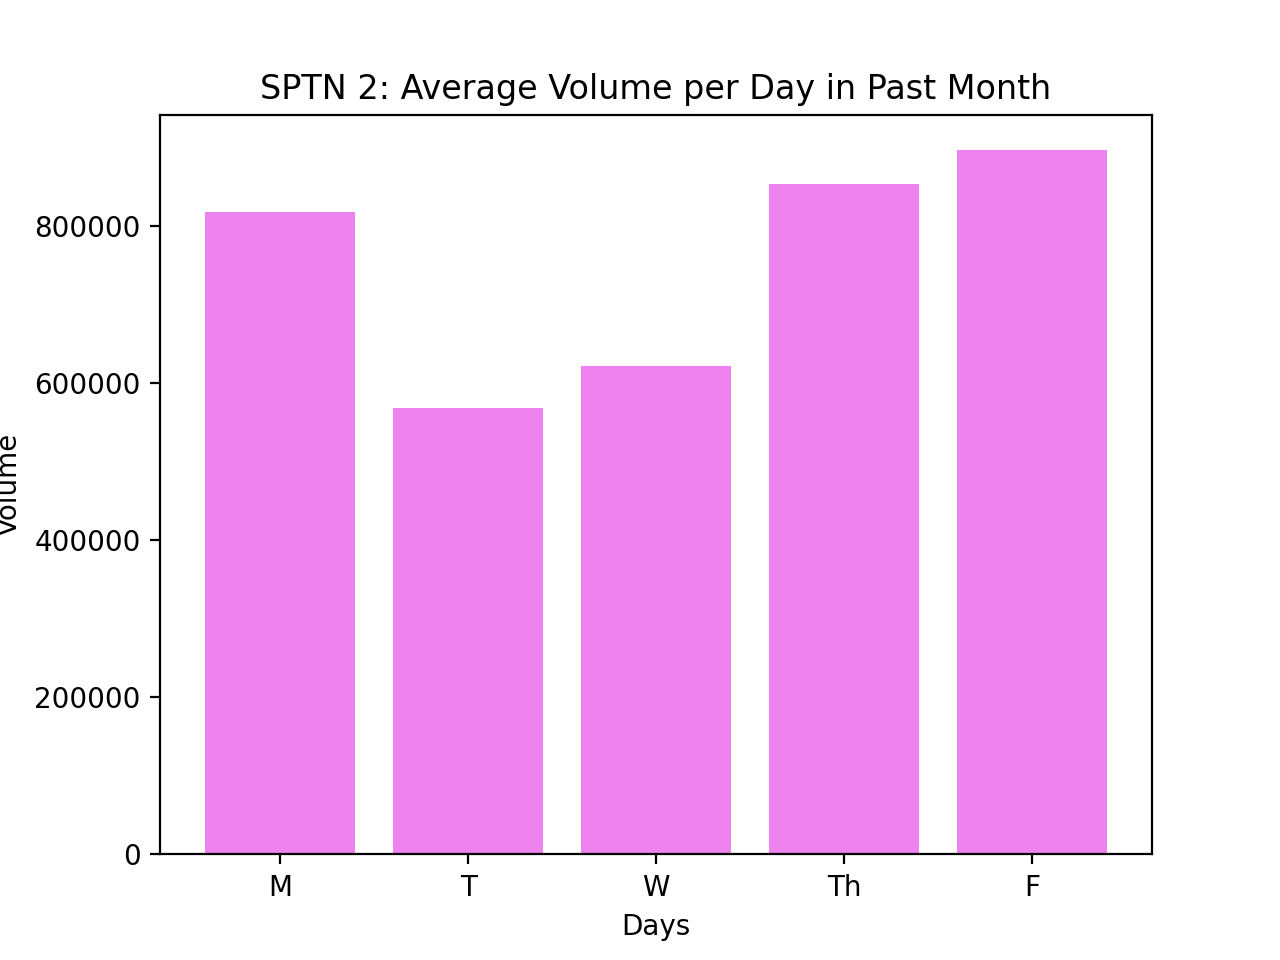 SPTN 2: Average Volume per Day in Past Month
Volume
800000
600000
400000
200000
0
M T W Th F
Days